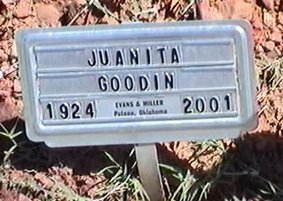 JUANITA
GOODIN
1924 EVANS & MILLER 2001
Poteau, Oklahoma